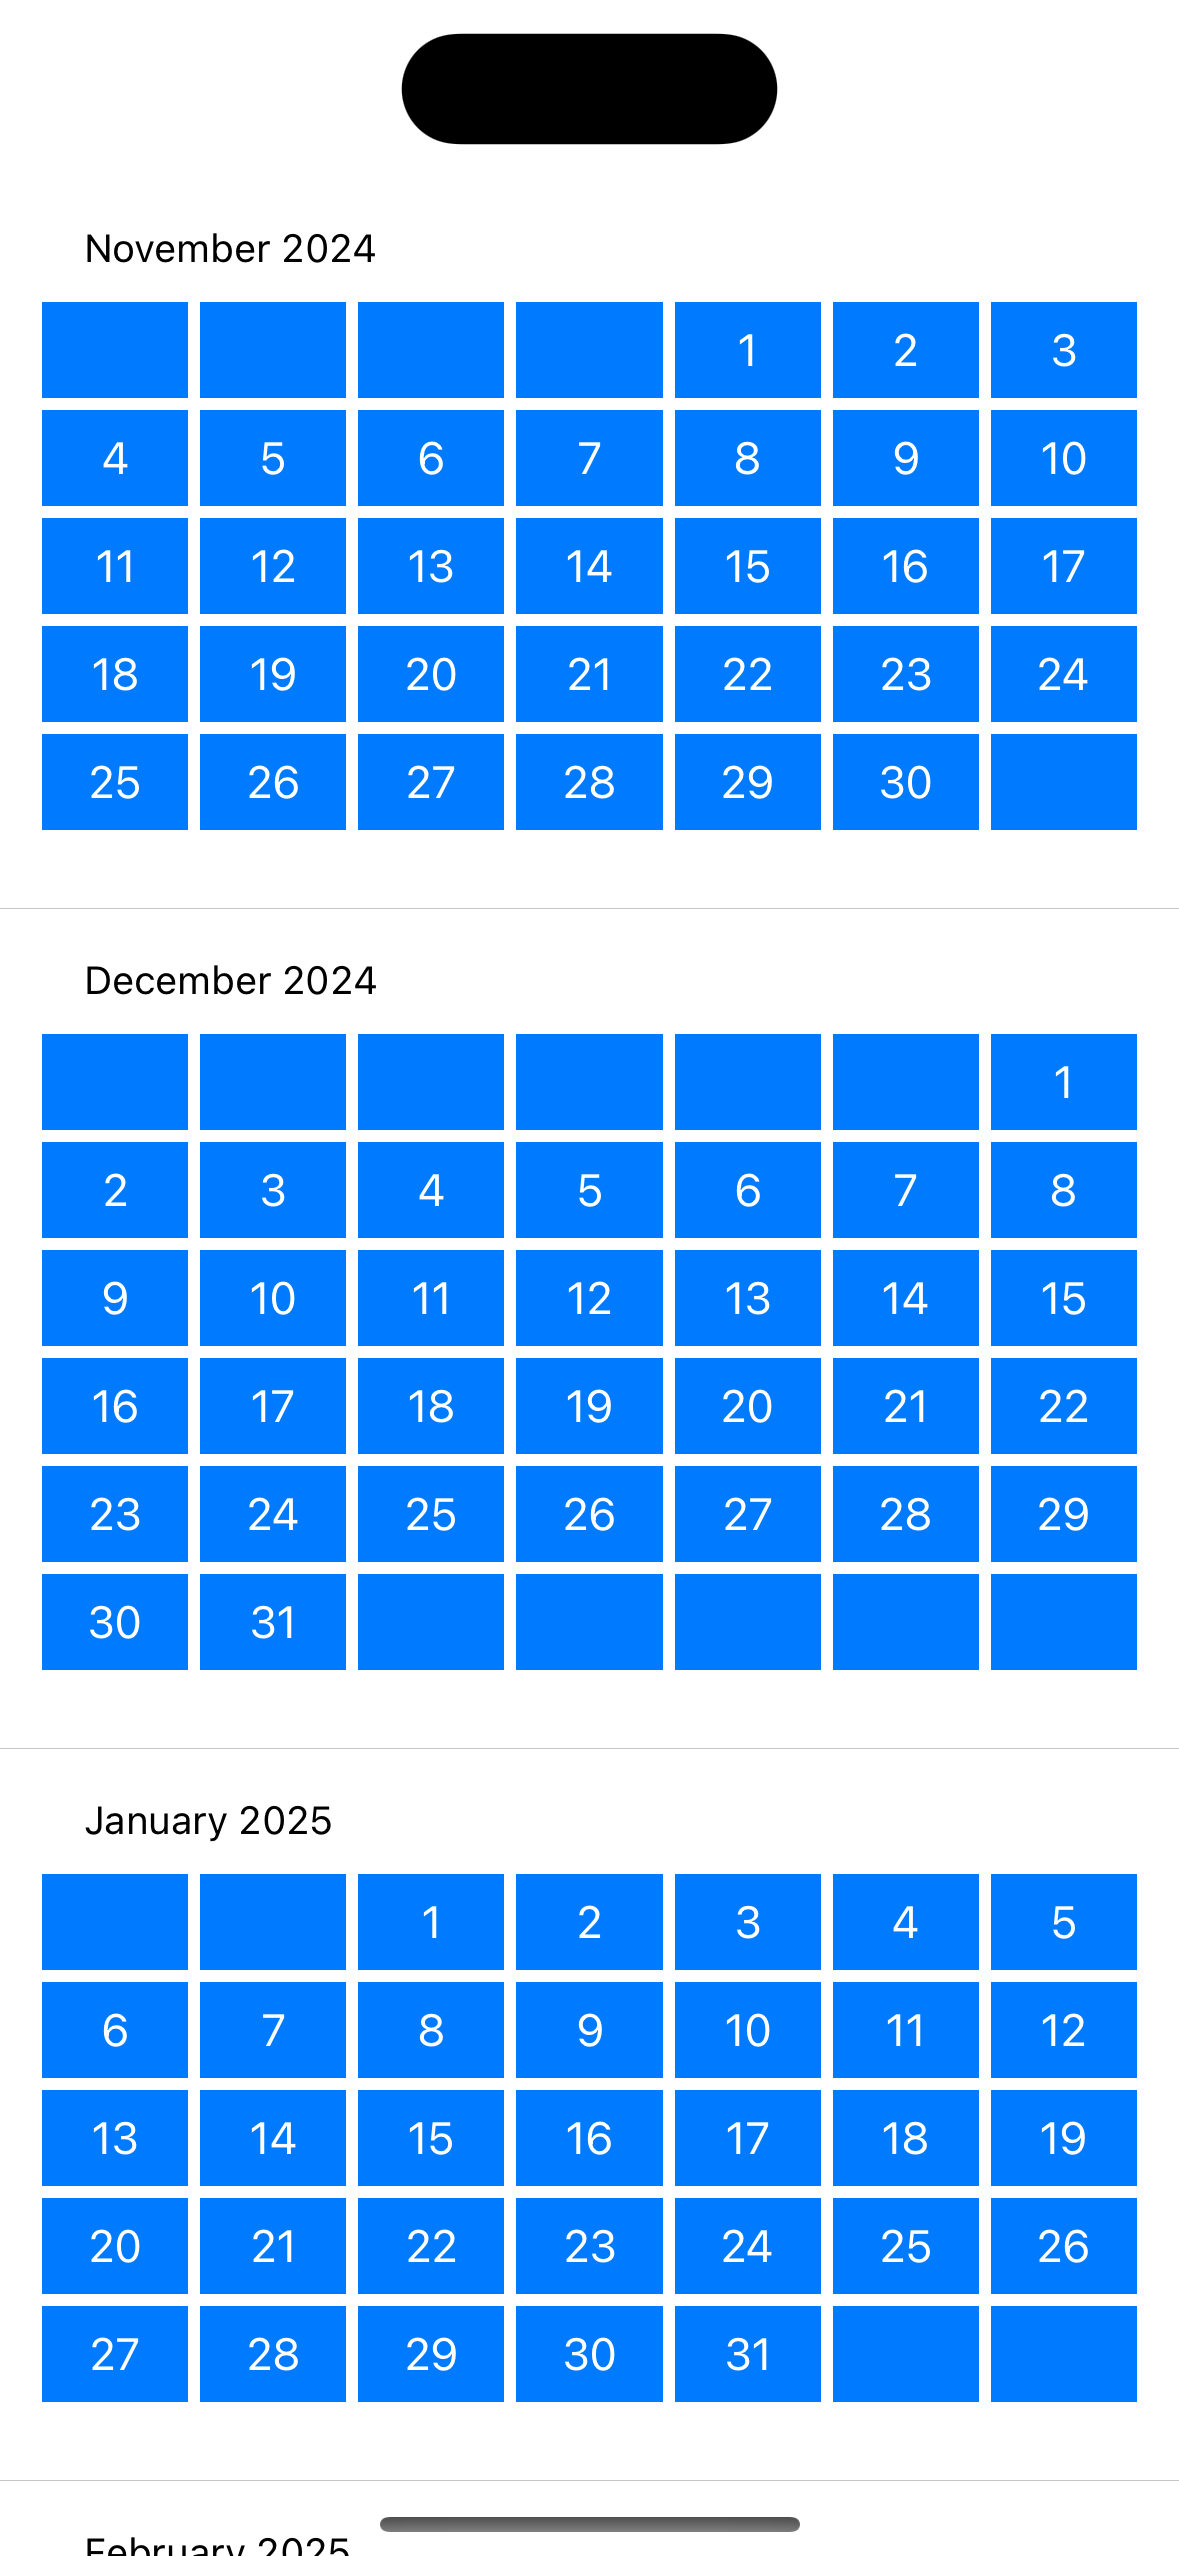 November 2024
1 2 3
4 5 6 7 8 9 10
11 12 13 14 15 16 17
18 19 20 21 22 23 24
25 26 27 28 29 30
December 2024
1
2 3 4 5 6 7 8
9 10 11 12 13 14 15
16 17 18 19 20 21 22
23 24 25 26 27 28 29
30 31
January 2025
1 2 3 4 5
6 7 8 9 10 11 12
13 14 15 16 17 18 19
20 21 22 23 24 25 26
27 28 29 30 31
February 2025